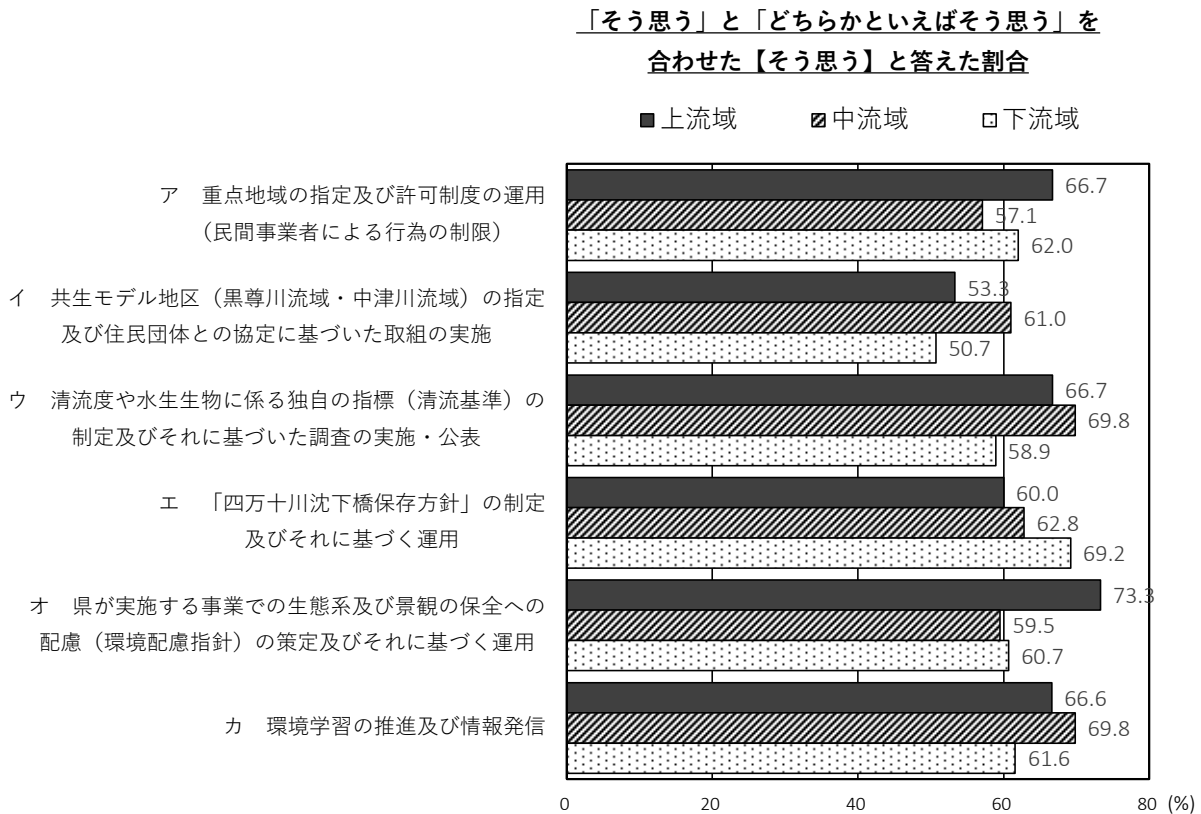 「そう思う」と「どちらかといえばそう思う」を
合わせた【そう思う】と答えた割合
上流域 中流域 下流域
ア 重点地域の指定及び許可制度の運用
（民間事業者による行為の制限）
66.7
57.1
62.0
イ 共生モデル地区（黒尊川流域・中津川流域）の指定
及び住民団体との協定に基づいた取組の実施
53.3
61.0
50.7
ウ 清流度や水生生物に係る独自の指標（清流基準）の
制定及びそれに基づいた調査の実施・公表
66.7
69.8
58.9
エ 「四万十川沈下橋保存方針」の制定
及びそれに基づく運用
60.0
62.8
69.2
オ 県が実施する事業での生態系及び景観の保全への
配慮（環境配慮指針）の策定及びそれに基づく運用
73.3
59.5
60.7
カ 環境学習の推進及び情報発信
66.6
69.8
61.6
0 20 40 60 80 (%)